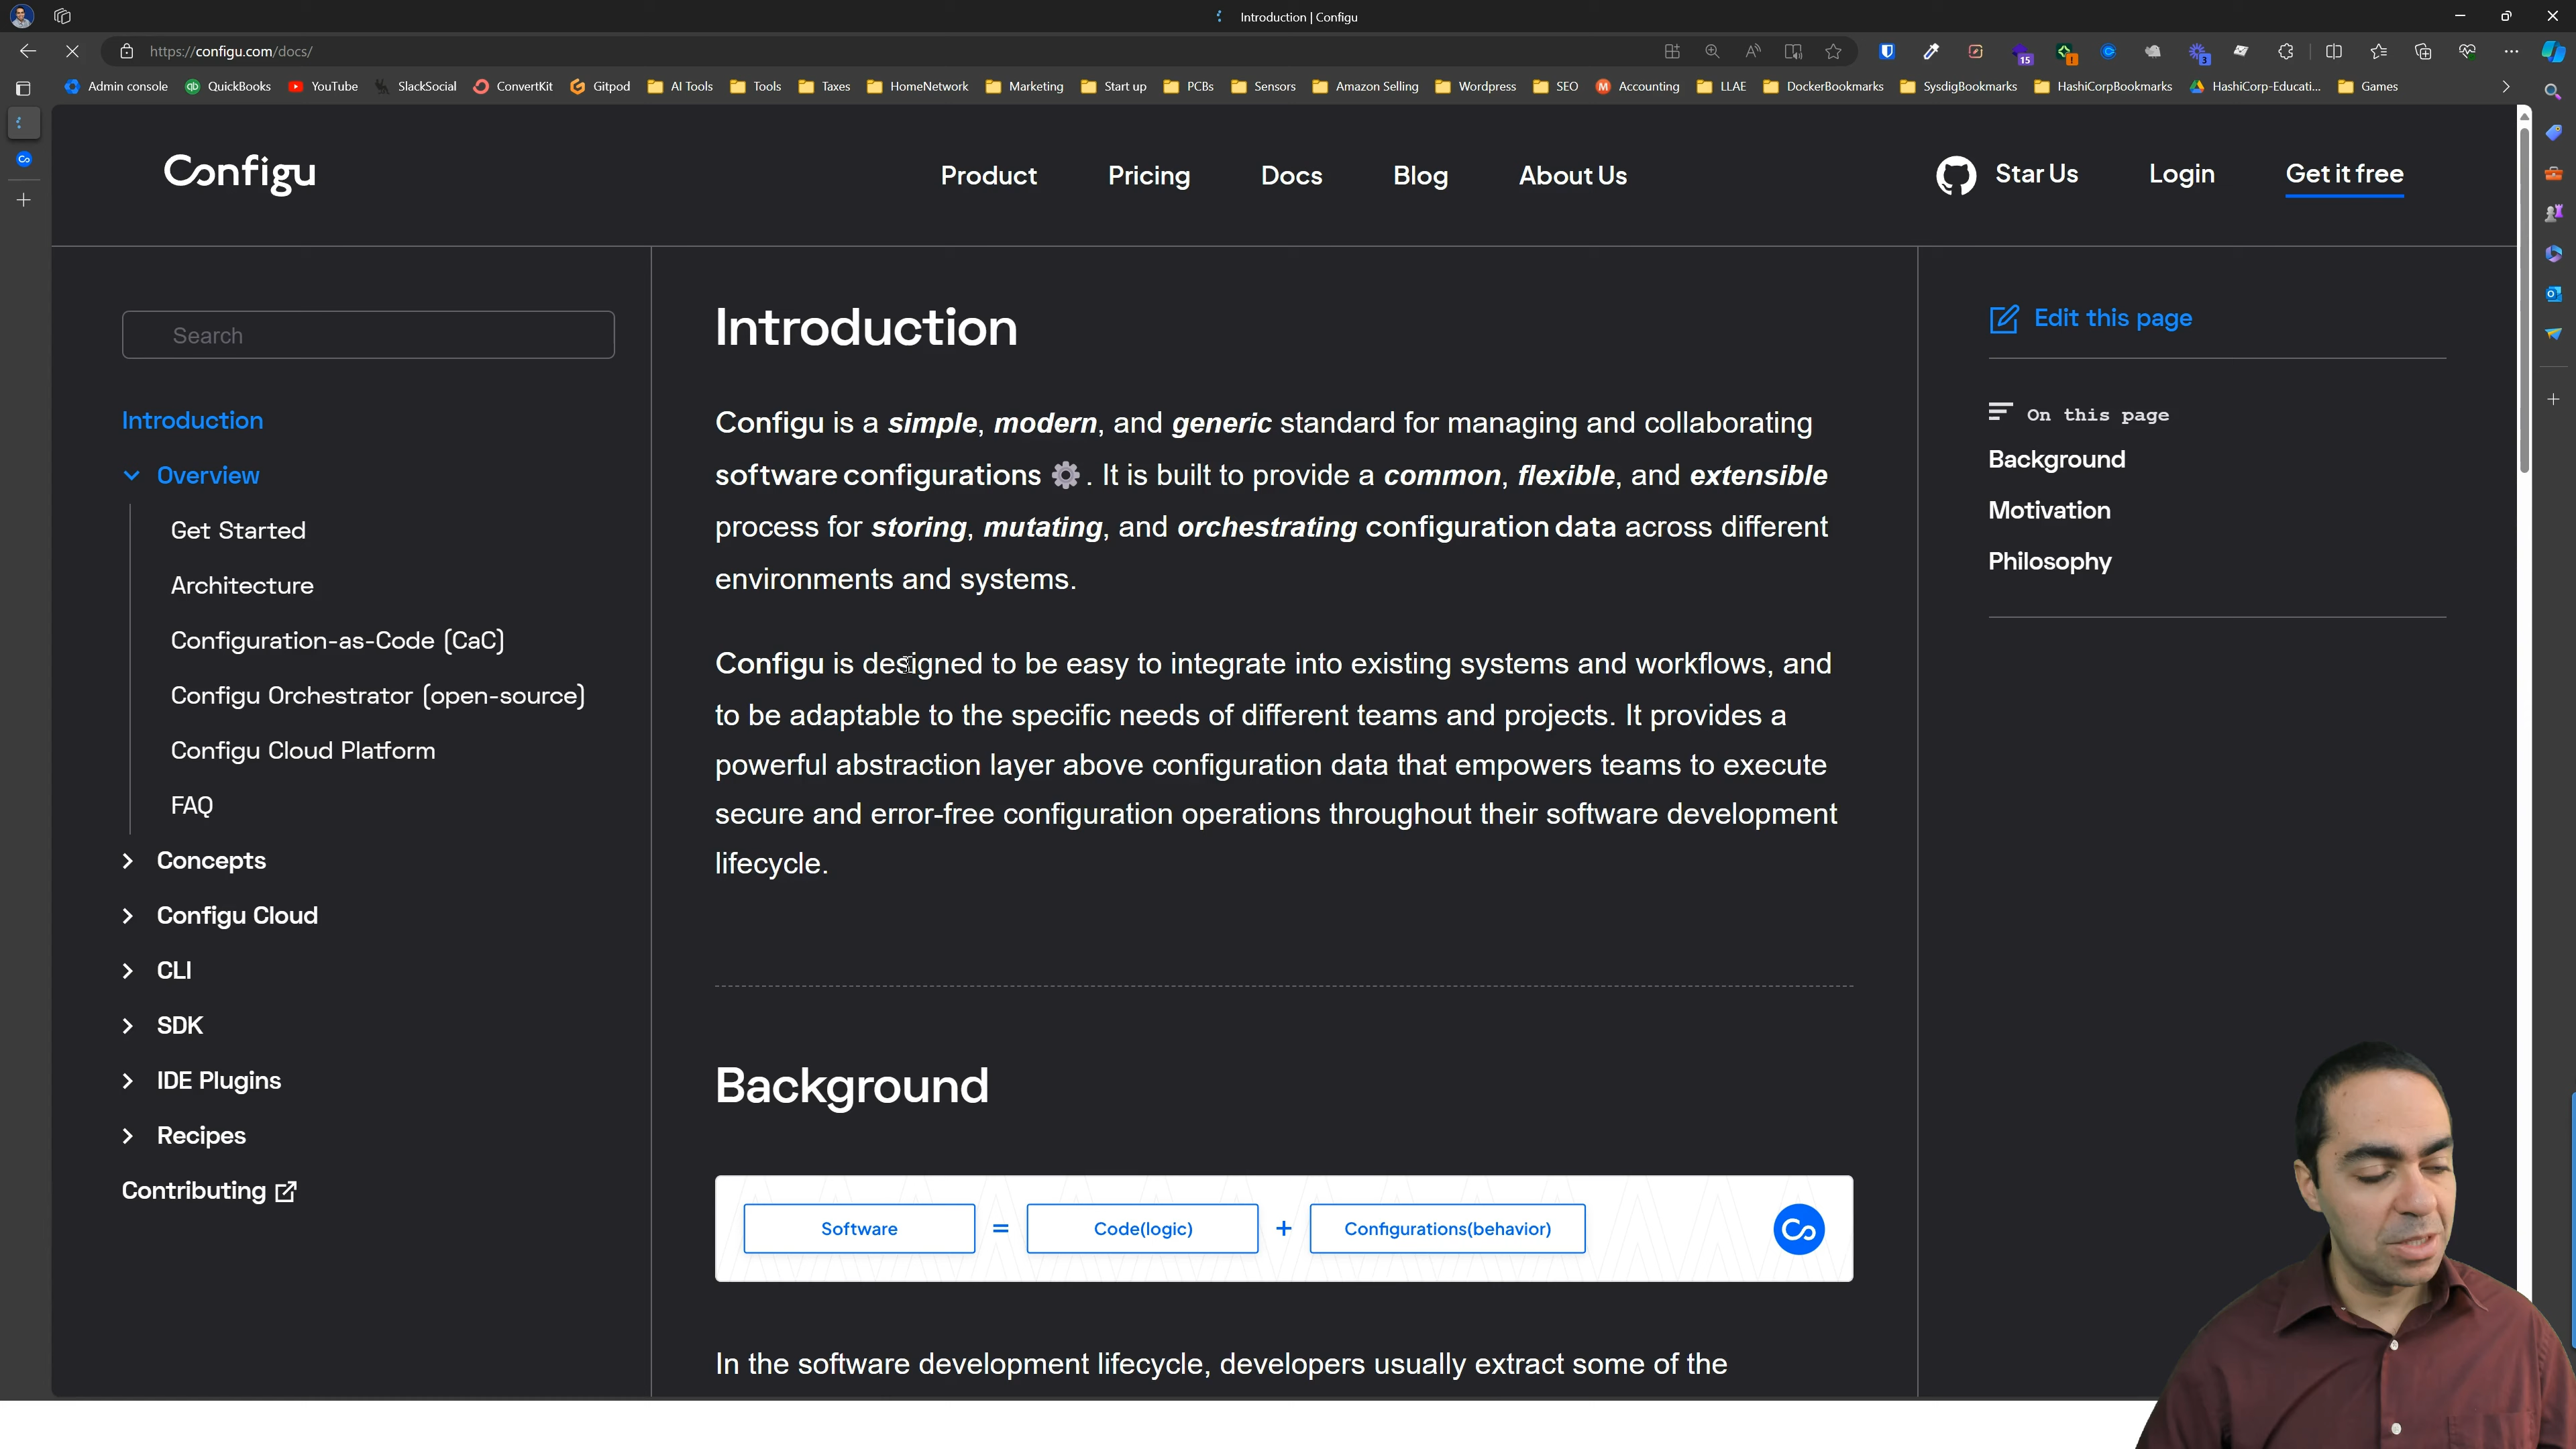 Introduction | Configu
https://configu.com/docs/
Admin console
QuickBooks
YouTube
SlackSocial
ConvertKit
Gitpod
AI Tools
Tools
Taxes
HomeNetwork
Marketing
Start up
PCBs
Sensors
Amazon Selling
Wordpress
SEO
Accounting
LLAE
DockerBookmarks
SysdigBookmarks
HashiCorpBookmarks
HashiCorp-Educati...
Games
15
3
Configu
Product
Pricing
Docs
Blog
About Us
Star Us
Login
Get it free
Search
Introduction
Overview
Get Started
Architecture
Configuration-as-Code (CaC)
Configu Orchestrator (open-source)
Configu Cloud Platform
FAQ
Concepts
Configu Cloud
CLI
SDK
IDE Plugins
Recipes
Contributing
Introduction
Configu is a simple, modern, and generic standard for managing and collaborating
software configurations ⚙️. It is built to provide a common, flexible, and extensible
process for storing, mutating, and orchestrating configuration data across different
environments and systems.
Configu is designed to be easy to integrate into existing systems and workflows, and
to be adaptable to the specific needs of different teams and projects. It provides a
powerful abstraction layer above configuration data that empowers teams to execute
secure and error-free configuration operations throughout their software development
lifecycle.
Background
Software = Code(logic) + Configurations(behavior)
In the software development lifecycle, developers usually extract some of the
Edit this page
On this page
Background
Motivation
Philosophy